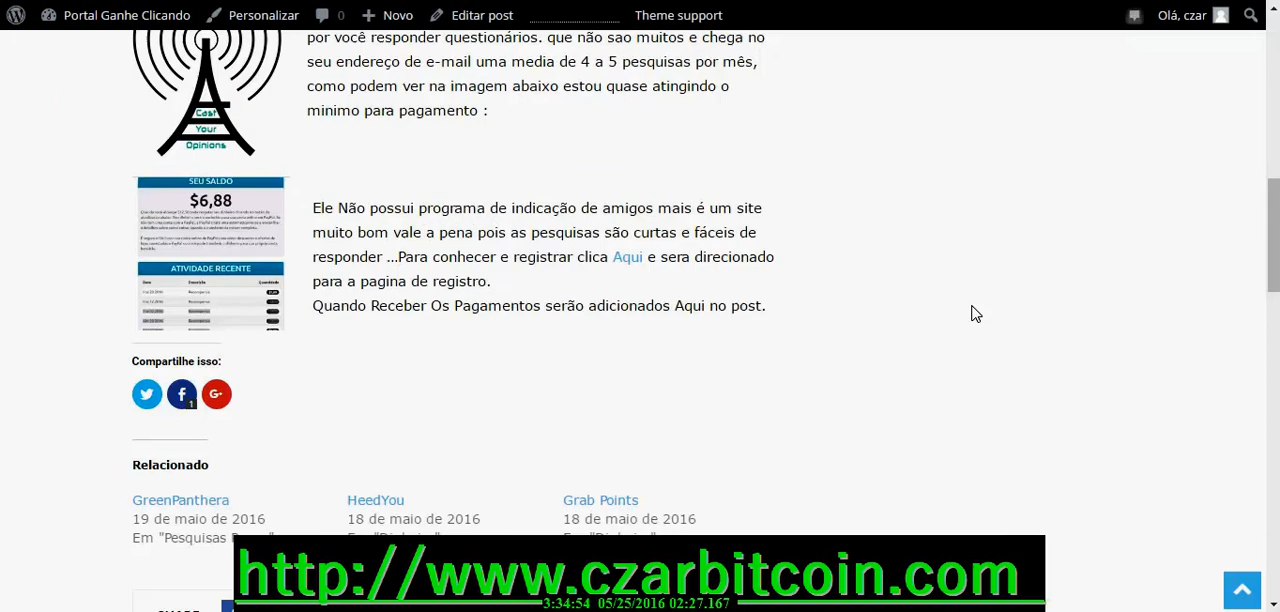 Portal Ganhe Clicando Personalizar 0 Novo Editar post Theme support Olá, czar
por você responder questionários. que não sao muitos e chega no
seu endereço de e-mail uma media de 4 a 5 pesquisas por mês,
como podem ver na imagem abaixo estou quase atingindo o
minimo para pagamento :
Cast
Your
Opinions
SEU SALDO
$6,88
ATIVIDADE RECENTE
Ele Não possui programa de indicação de amigos mais é um site
muito bom vale a pena pois as pesquisas são curtas e fáceis de
responder ...Para conhecer e registrar clica Aqui e sera direcionado
para a pagina de registro.
Quando Receber Os Pagamentos serão adicionados Aqui no post.
Compartilhe isso:
1
Relacionado
GreenPanthera HeedYou Grab Points
19 de maio de 2016 18 de maio de 2016 18 de maio de 2016
Em "Pesquisas
http://www.czarbitcoin.com
3:34:54 05/25/2016 02:27.167